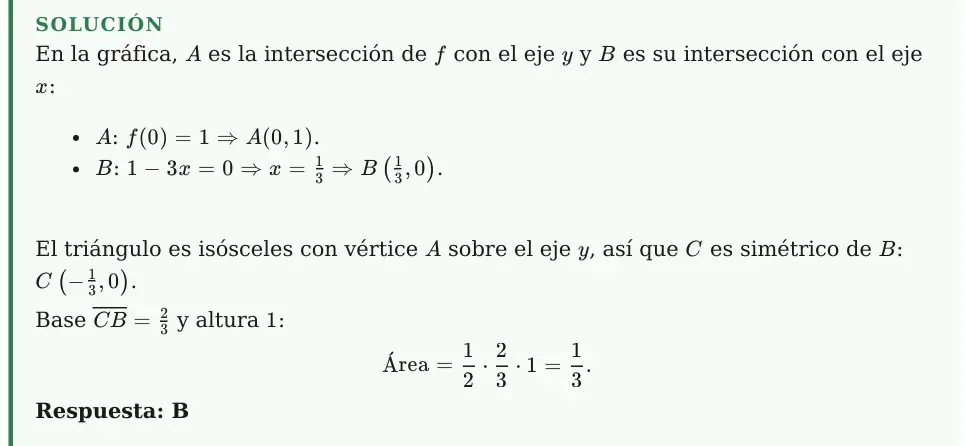 SOLUCIÓN
En la gráfica, A es la intersección de f con el eje y y B es su intersección con el eje
x:
• A: f(0) = 1 ⇒ A(0, 1).
• B: 1 − 3x = 0 ⇒ x = 1/3 ⇒ B (1/3, 0).
El triángulo es isósceles con vértice A sobre el eje y, así que C es simétrico de B:
C (−1/3, 0).
Base C̅B̅ = 2/3 y altura 1:
Área = 1/2 · 2/3 · 1 = 1/3.
Respuesta: B